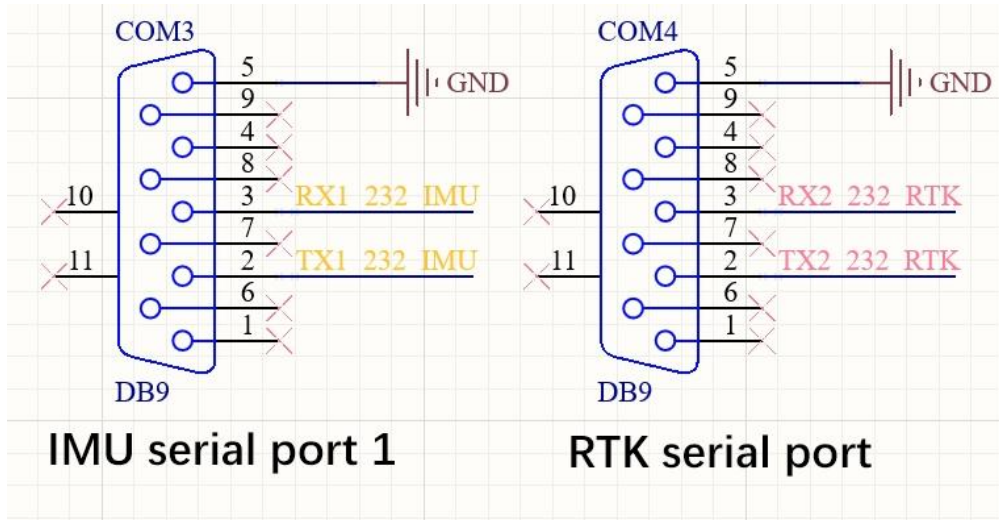 COM3
5
GND
9
4
8
10
3
RX1 232 IMU
7
11
2
TX1 232 IMU
6
1
DB9
IMU serial port 1
COM4
5
GND
9
4
8
10
3
RX2 232 RTK
7
11
2
TX2 232 RTK
6
1
DB9
RTK serial port